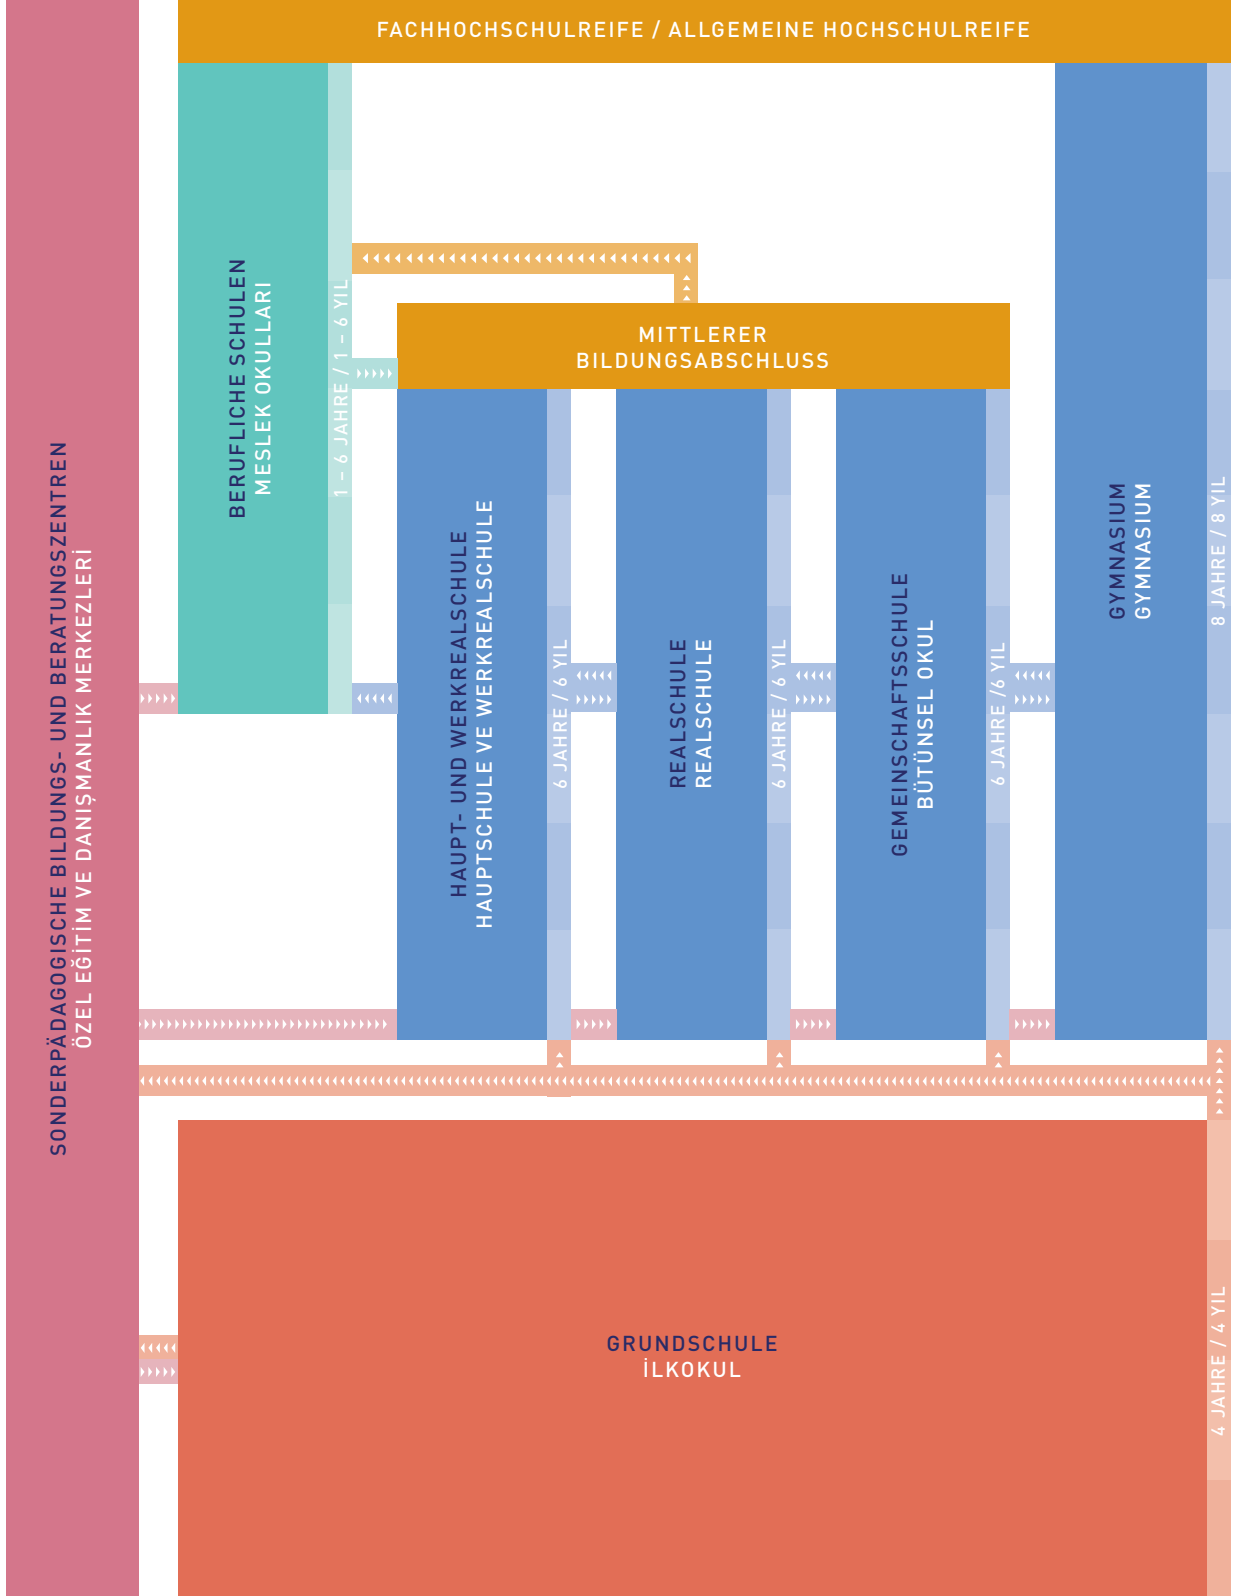 FACHHOCHSCHULREIFE / ALLGEMEINE HOCHSCHULREIFE
SONDERPÄDAGOGISCHE BILDUNGS- UND BERATUNGSZENTREN
ÖZEL EĞİTİM VE DANIŞMANLIK MERKEZLERİ
BERUFLICHE SCHULEN
MESLEK OKULLARI
1 – 6 JAHRE / 1 – 6 YIL
MITTLERER
BILDUNGSABSCHLUSS
HAUPT- UND WERKREALSCHULE
HAUPTSCHULE VE WERKREALSCHULE
6 JAHRE / 6 YIL
REALSCHULE
REALSCHULE
6 JAHRE / 6 YIL
GEMEINSCHAFTSSCHULE
BÜTÜNSEL OKUL
6 JAHRE /6 YIL
GYMNASIUM
GYMNASIUM
8 JAHRE / 8 YIL
GRUNDSCHULE
İLKOKUL
4 JAHRE / 4 YIL